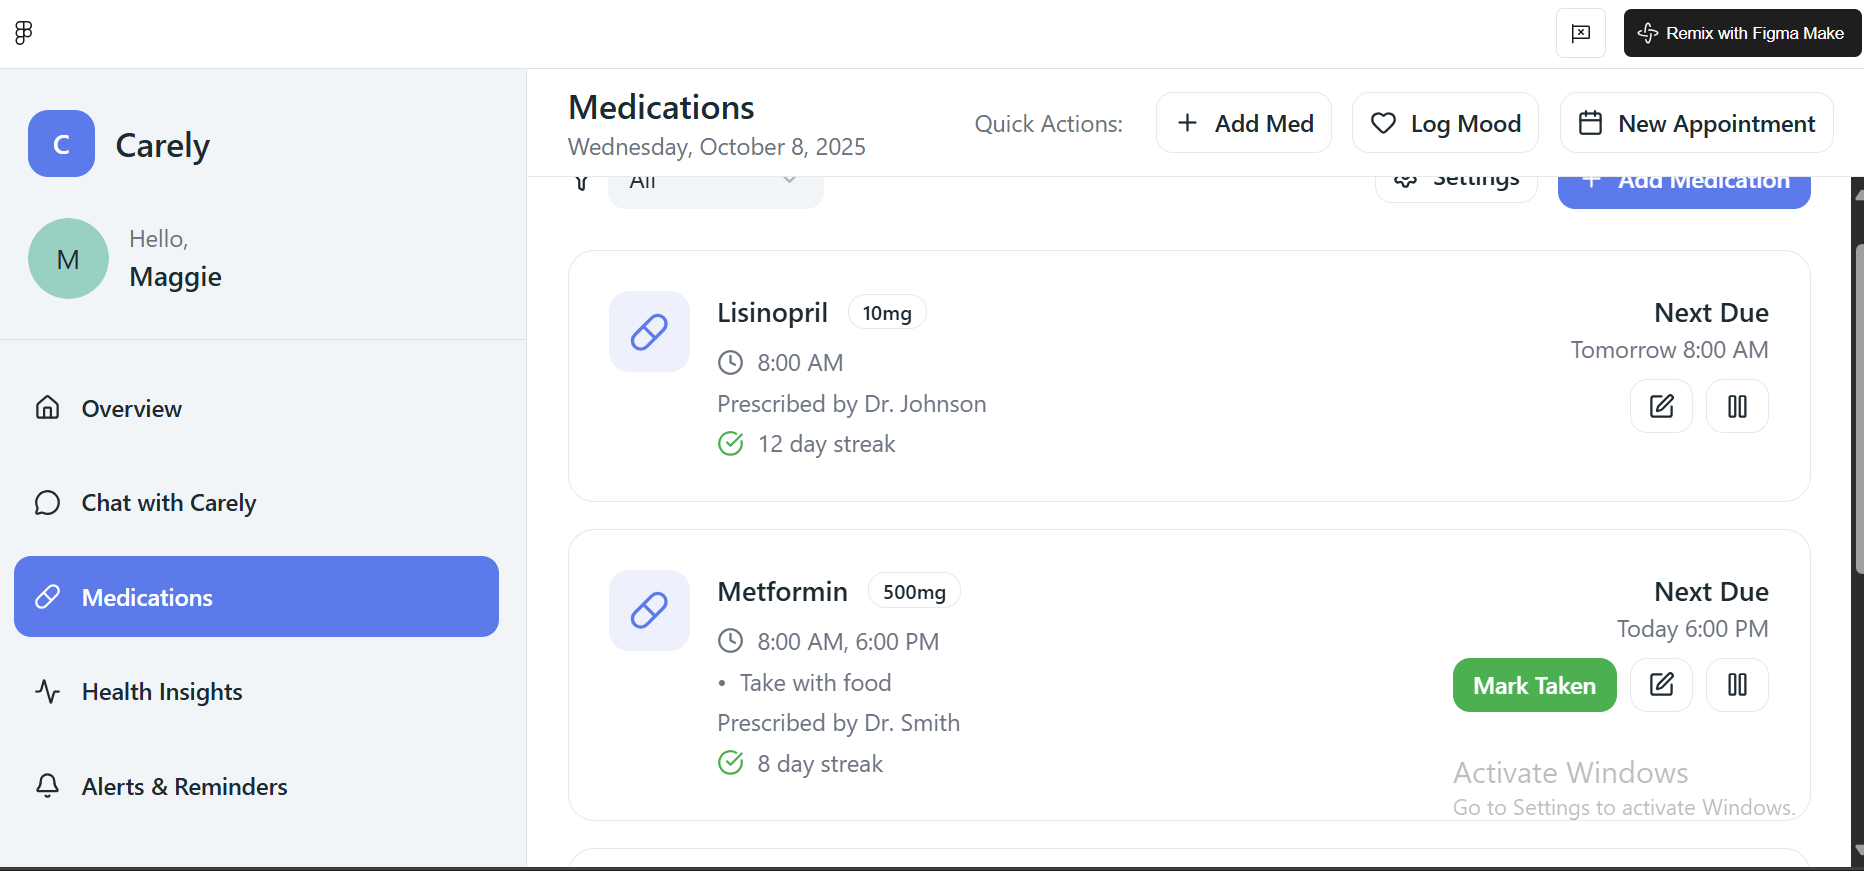 Remix with Figma Make
C
Carely
M
Hello,
Maggie
Overview
Chat with Carely
Medications
Health Insights
Alerts & Reminders
Medications
Wednesday, October 8, 2025
Quick Actions:
Add Med
Log Mood
New Appointment
All
Settings
Add Medication
Lisinopril
10mg
8:00 AM
Prescribed by Dr. Johnson
12 day streak
Next Due
Tomorrow 8:00 AM
Metformin
500mg
8:00 AM, 6:00 PM
• Take with food
Prescribed by Dr. Smith
8 day streak
Next Due
Today 6:00 PM
Mark Taken
Activate Windows
Go to Settings to activate Windows.